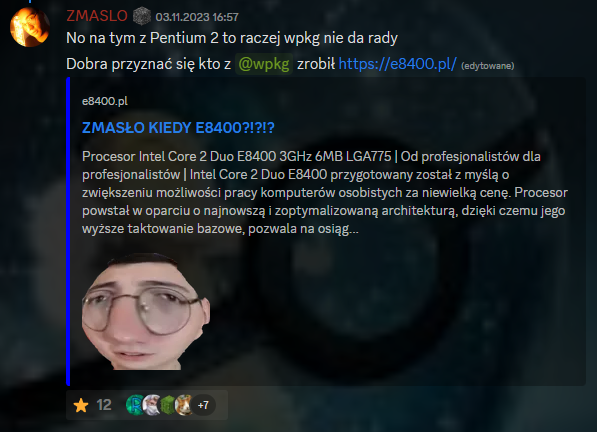 ZMASLO 03.11.2023 16:57
No na tym z Pentium 2 to raczej wpkg nie da rady
Dobra przyznać się kto z @wpkg zrobił https://e8400.pl/ (edytowane)
e8400.pl
ZMASŁO KIEDY E8400?!?!?
Procesor Intel Core 2 Duo E8400 3GHz 6MB LGA775 | Od profesjonalistów dla
profesjonalistów | Intel Core 2 Duo E8400 przygotowany został z myślą o
zwiększeniu możliwości pracy komputerów osobistych za niewielką cenę. Procesor
powstał w oparciu o najnowszą i zoptymalizowaną architekturą, dzięki czemu jego
wyższe taktowanie bazowe, pozwala na osiąg...
12 +7